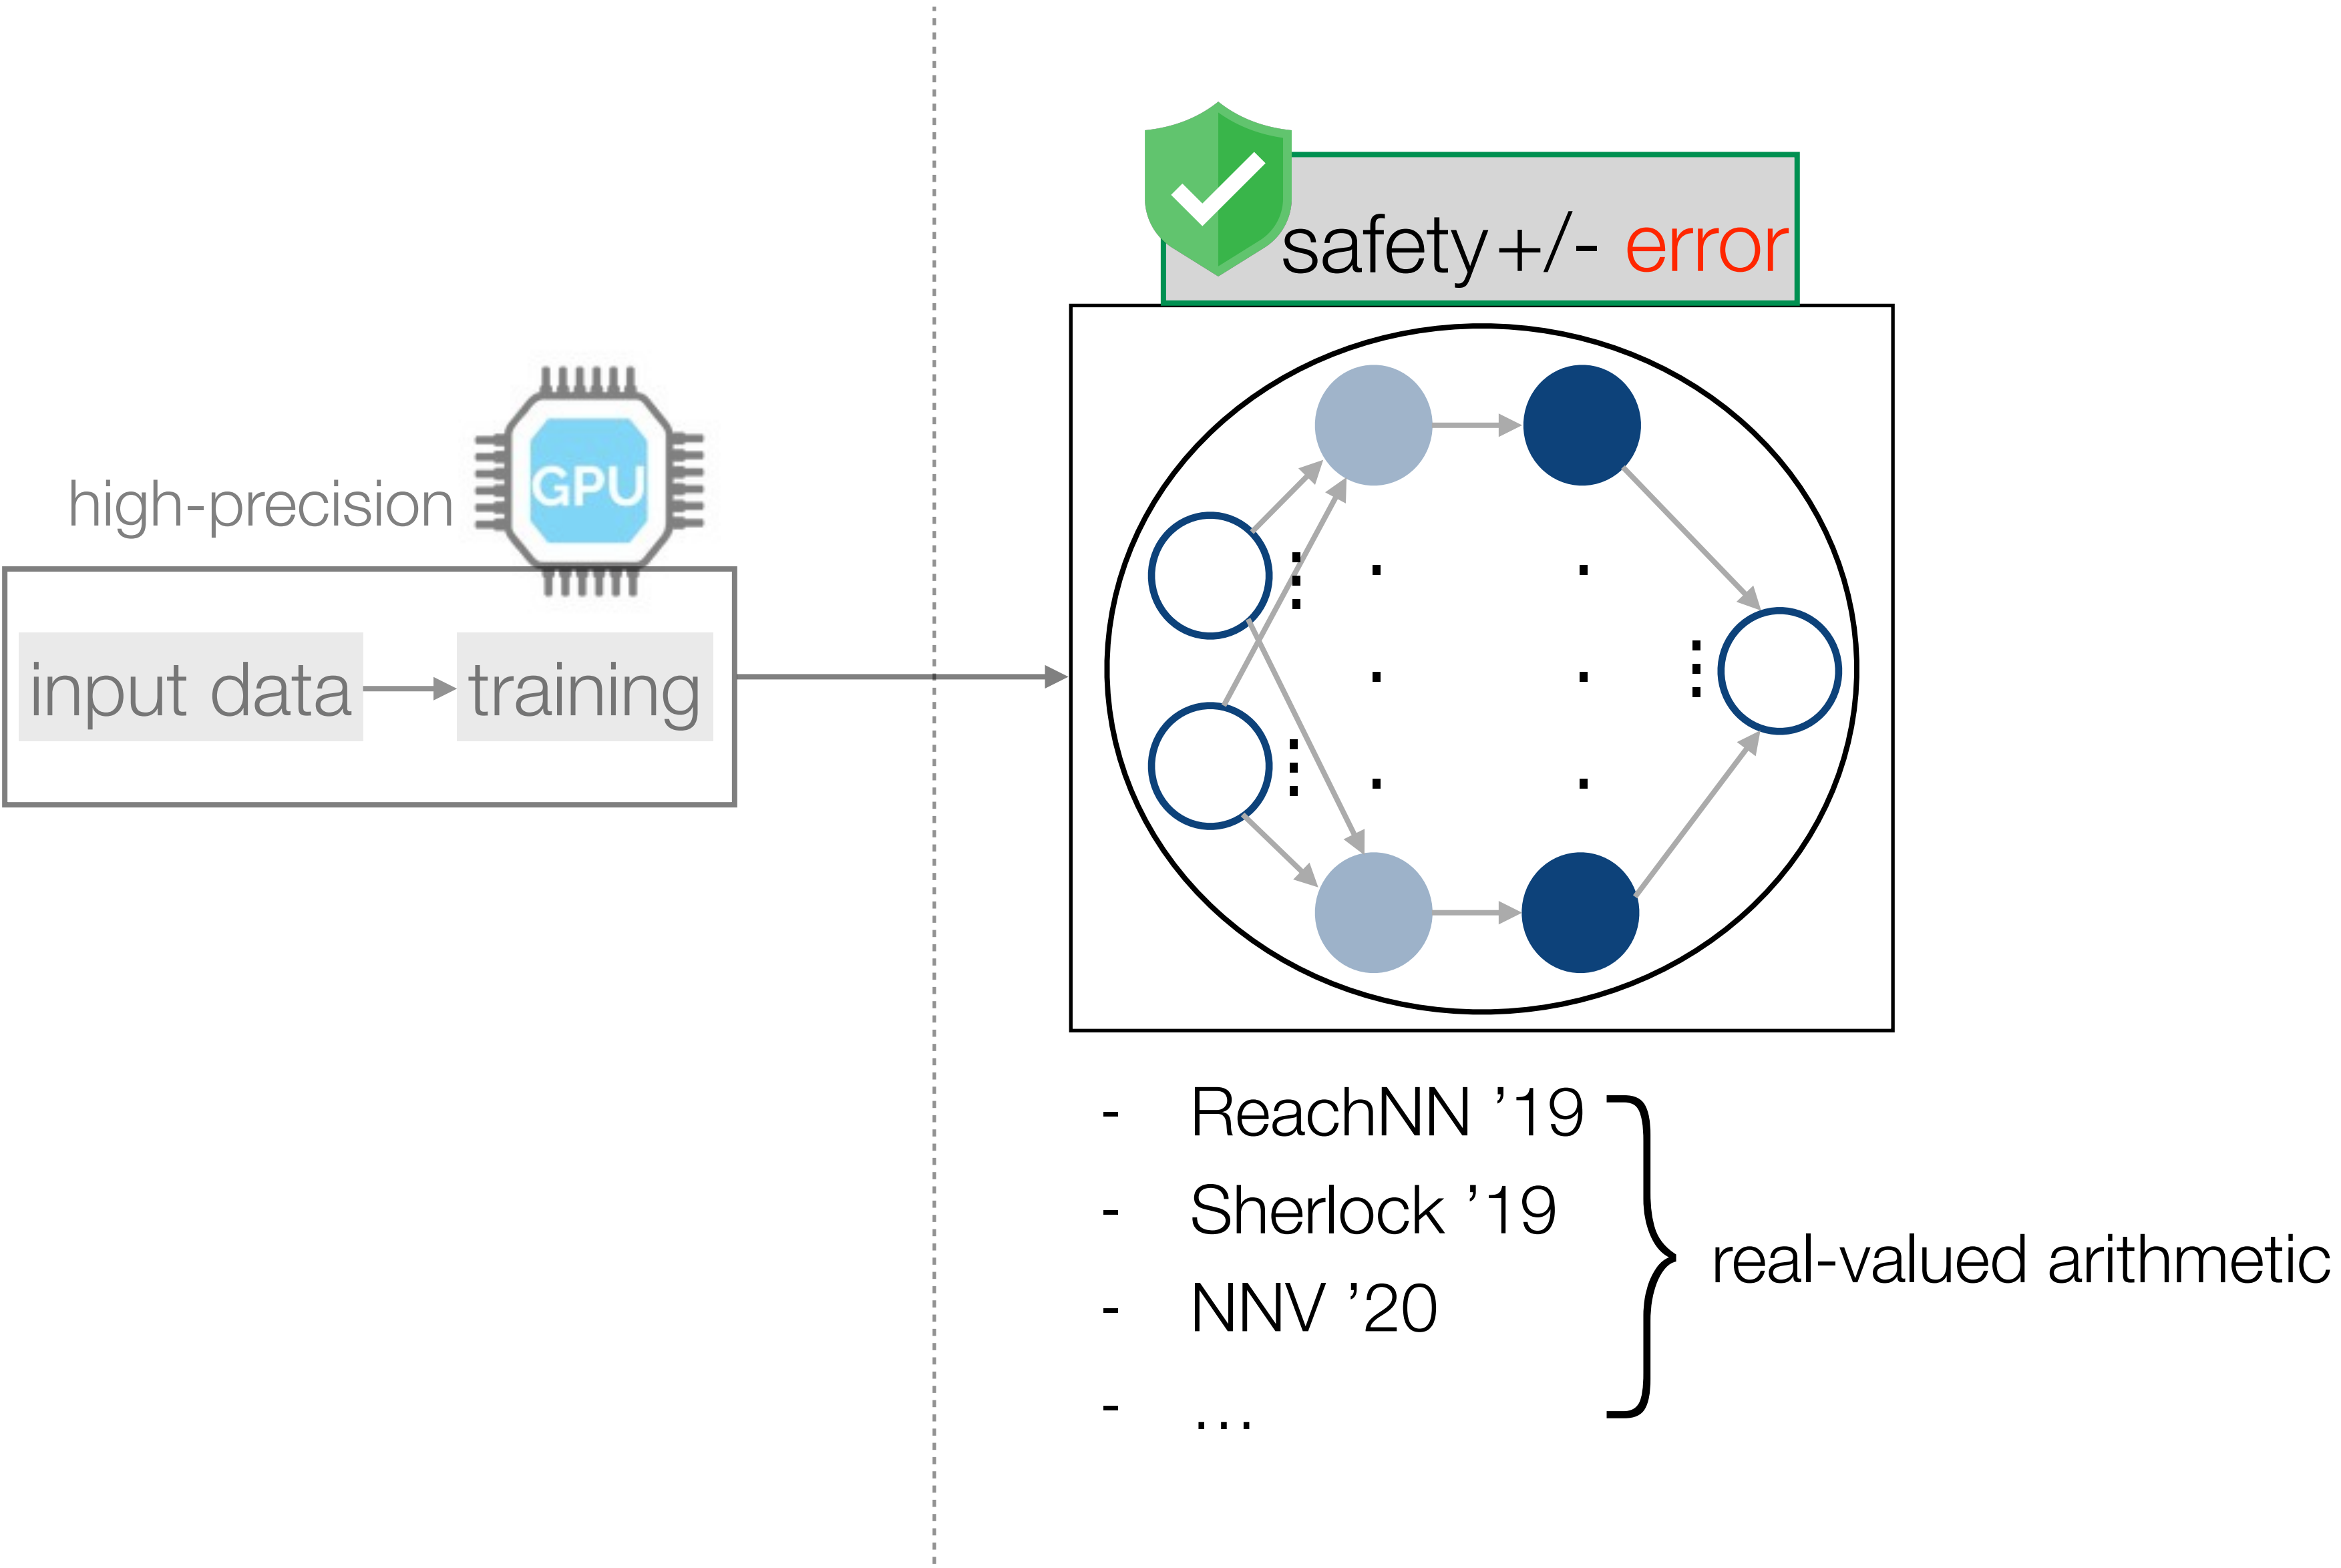 high-precision
GPU
input data
training
safety+/- error
- ReachNN ’19
- Sherlock ’19
- NNV ’20
- ...
real-valued arithmetic